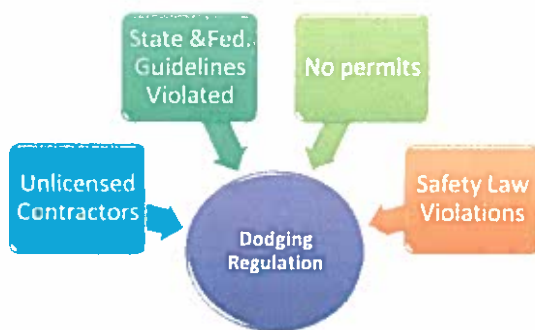 State &Fed.
Guidelines
Violated
No permits
Unlicensed
Contractors
Safety Law
Violations
Dodging
Regulation